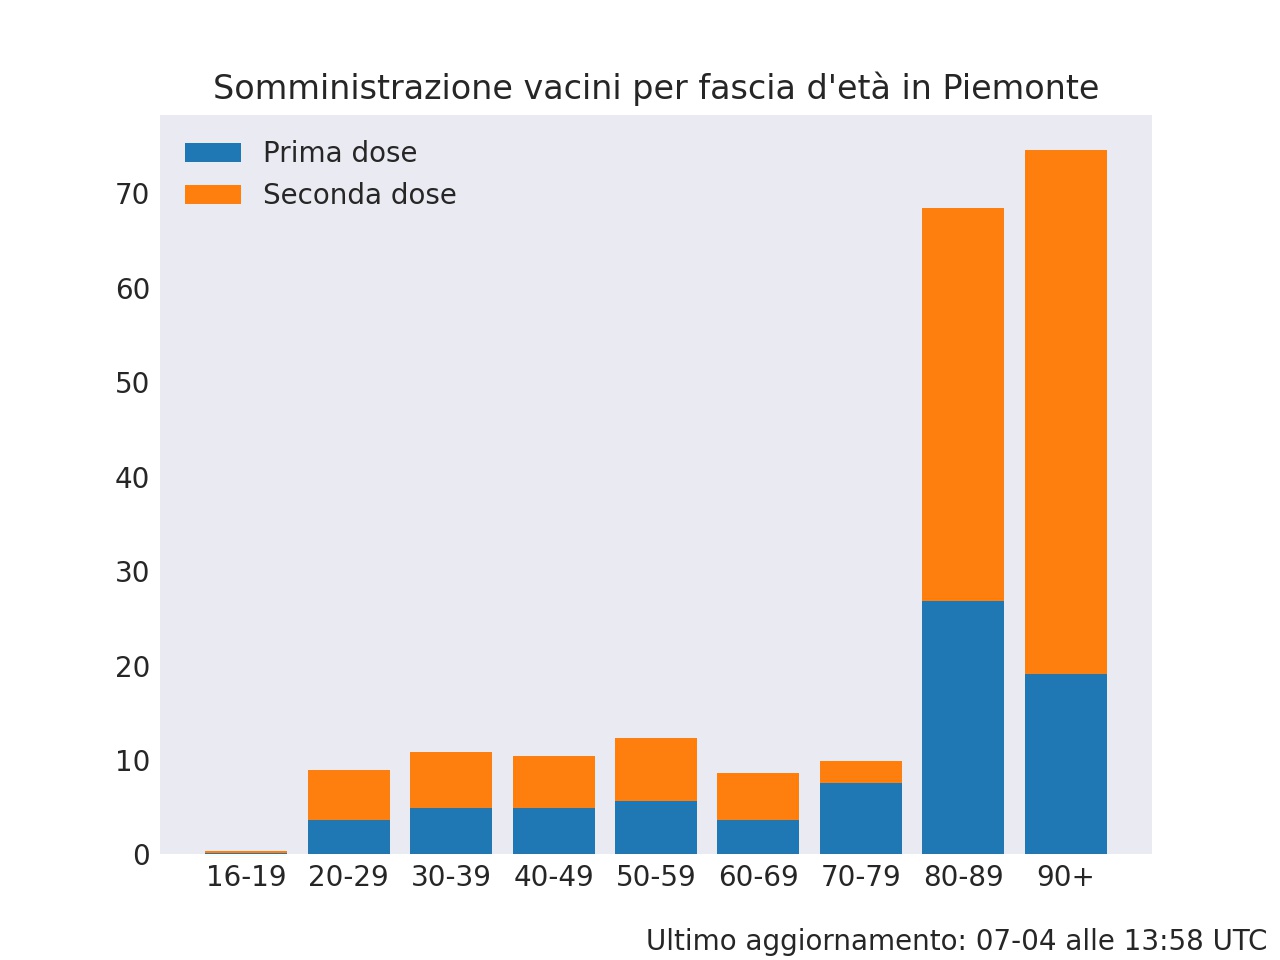 Somministrazione vacini per fascia d'età in Piemonte
Prima dose
Seconda dose
70
60
50
40
30
20
10
0
16-19 20-29 30-39 40-49 50-59 60-69 70-79 80-89 90+
Ultimo aggiornamento: 07-04 alle 13:58 UTC